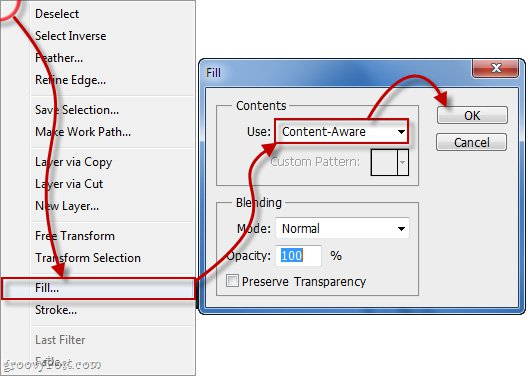 Deselect
Select Inverse
Feather...
Refine Edge...
Save Selection...
Make Work Path...
Layer via Copy
Layer via Cut
New Layer...
Free Transform
Transform Selection
Fill...
Stroke...
Last Filter
Fade...
groovyPost.com
Fill
Contents
Use: Content-Aware
Custom Pattern:
OK
Cancel
Blending
Mode: Normal
Opacity: 100 %
Preserve Transparency